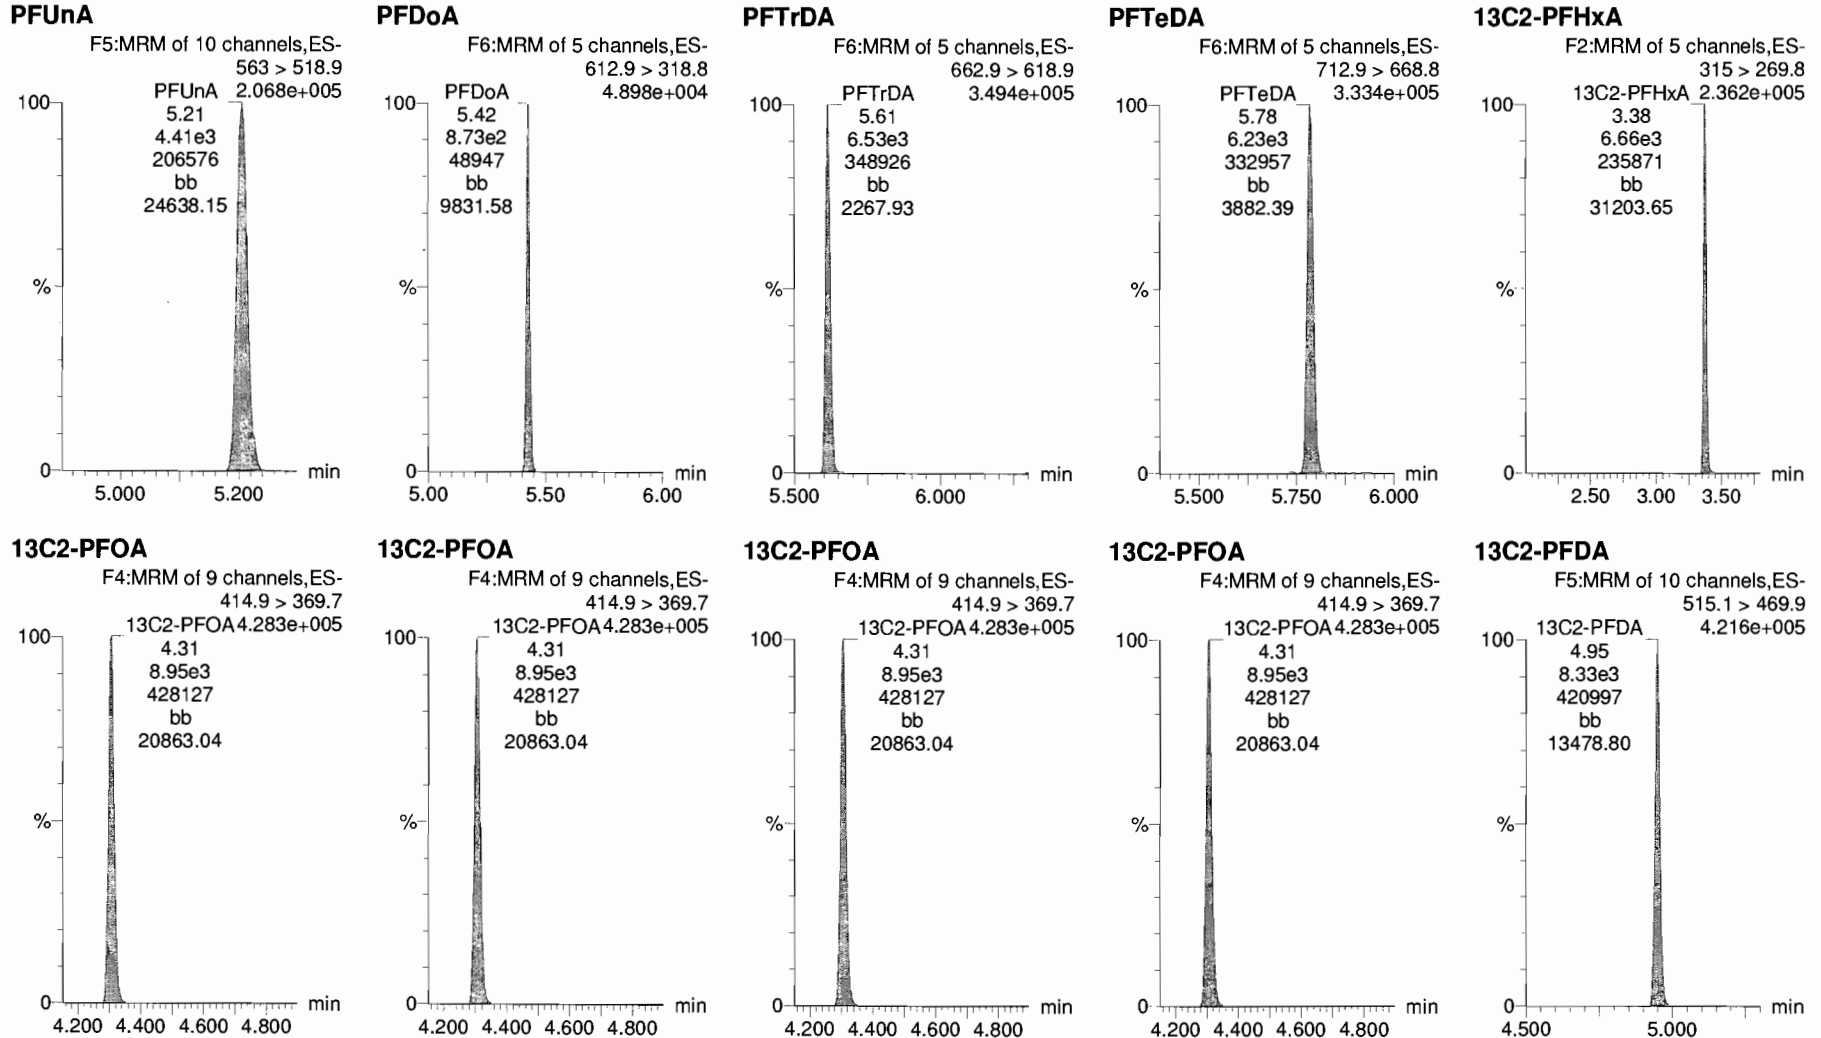 PFUnA
F5:MRM of 10 channels,ES-
563 > 518.9
2.068e+005
PFUnA
5.21
4.41e3
206576
bb
24638.15
100
%
0
5.000
5.200
min
PFDoA
F6:MRM of 5 channels,ES-
612.9 > 318.8
4.898e+004
PFDoA
5.42
8.73e2
48947
bb
9831.58
100
%
0
5.00
5.50
6.00
min
PFTrDA
F6:MRM of 5 channels,ES-
662.9 > 618.9
3.494e+005
PFTrDA
5.61
6.53e3
348926
bb
2267.93
100
%
0
5.500
6.000
min
PFTeDA
F6:MRM of 5 channels,ES-
712.9 > 668.8
3.334e+005
PFTeDA
5.78
6.23e3
332957
bb
3882.39
100
%
0
5.500
5.750
6.000
min
13C2-PFHxA
F2:MRM of 5 channels,ES-
315 > 269.8
13C2-PFHxA 2.362e+005
3.38
6.66e3
235871
bb
31203.65
100
%
0
2.50
3.00
3.50
min
13C2-PFOA
F4:MRM of 9 channels,ES-
414.9 > 369.7
13C2-PFOA 4.283e+005
4.31
8.95e3
428127
bb
20863.04
100
%
0
4.200 4.400 4.600 4.800
min
13C2-PFOA
F4:MRM of 9 channels,ES-
414.9 > 369.7
13C2-PFOA 4.283e+005
4.31
8.95e3
428127
bb
20863.04
100
%
0
4.200 4.400 4.600 4.800
min
13C2-PFOA
F4:MRM of 9 channels,ES-
414.9 > 369.7
13C2-PFOA 4.283e+005
4.31
8.95e3
428127
bb
20863.04
100
%
0
4.200 4.400 4.600 4.800
min
13C2-PFOA
F4:MRM of 9 channels,ES-
414.9 > 369.7
13C2-PFOA 4.283e+005
4.31
8.95e3
428127
bb
20863.04
100
%
0
4.200 4.400 4.600 4.800
min
13C2-PFDA
F5:MRM of 10 channels,ES-
515.1 > 469.9
13C2-PFDA 4.216e+005
4.95
8.33e3
420997
bb
13478.80
100
%
0
4.500
5.000
min